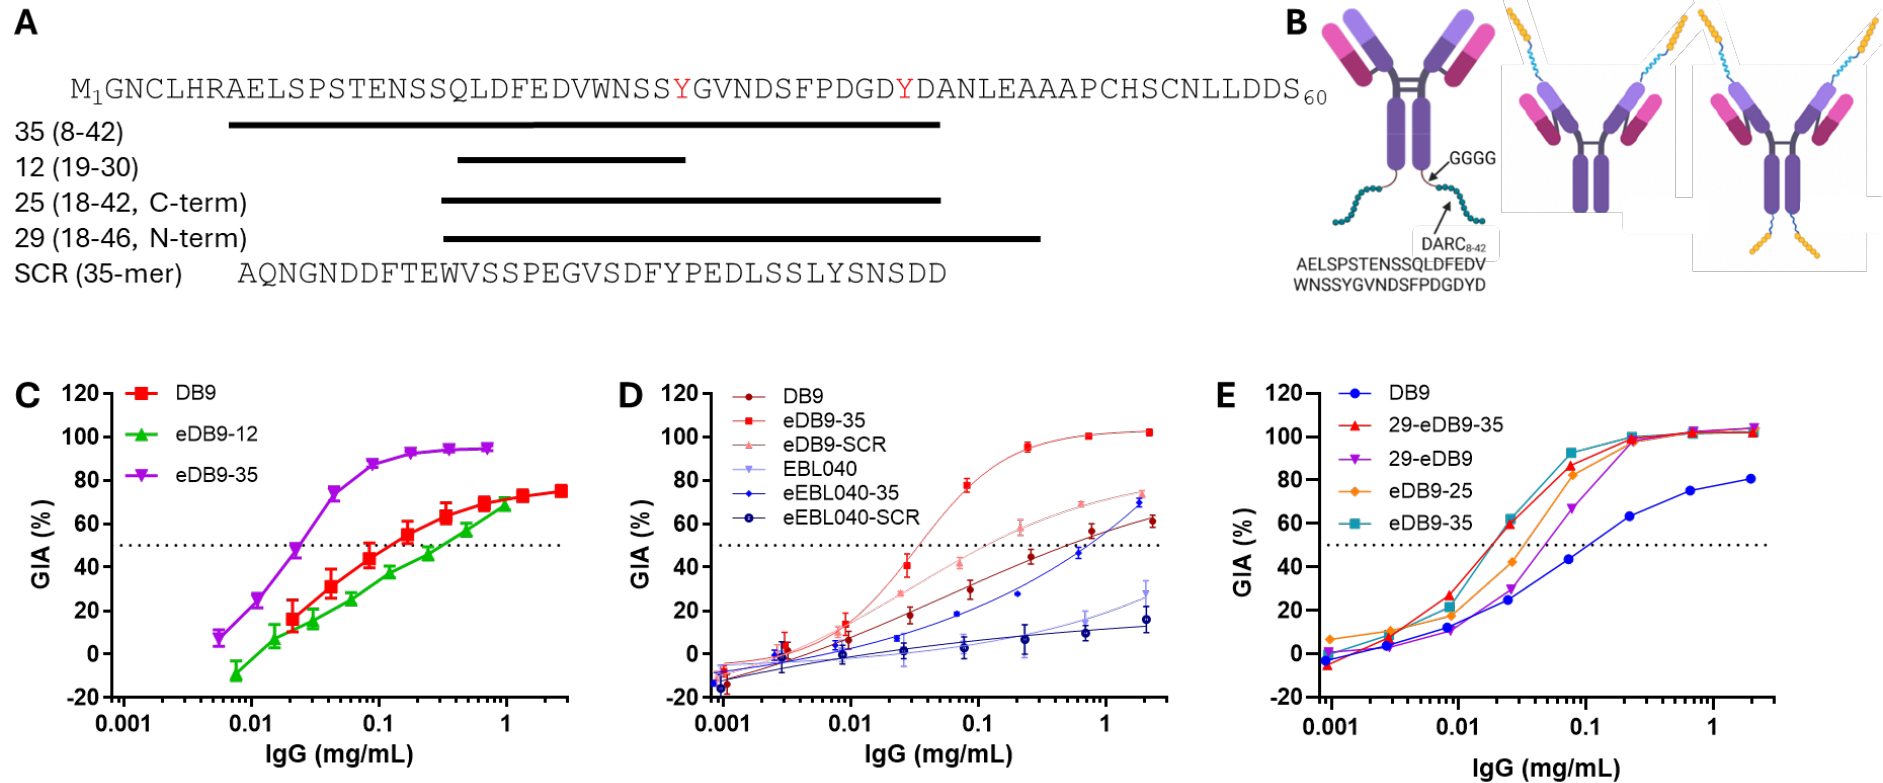 A
M1GNCLHRAELSPSTENSSQLDFEDVWNSSYGVNDSFPDGDYDANLEAAAPCHSCNLLDDS60
35 (8-42)
12 (19-30)
25 (18-42, C-term)
29 (18-46, N-term)
SCR (35-mer) AQNGNDDFTEWVSSPEGVSDFYPEDLSSLYSNSDD
B
GGGG
DARC8-42
AELSPSTENSSQLDFEDV
WNSSYGVNDSFPDGDYD
C
DB9
eDB9-12
eDB9-35
120
100
80
60
40
20
0
-20
GIA (%)
0.001 0.01 0.1 1
IgG (mg/mL)
D
DB9
eDB9-35
eDB9-SCR
EBL040
eEBL040-35
eEBL040-SCR
120
100
80
60
40
20
0
-20
GIA (%)
0.001 0.01 0.1 1
IgG (mg/mL)
E
DB9
29-eDB9-35
29-eDB9
eDB9-25
eDB9-35
120
100
80
60
40
20
0
-20
GIA (%)
0.001 0.01 0.1 1
IgG (mg/mL)